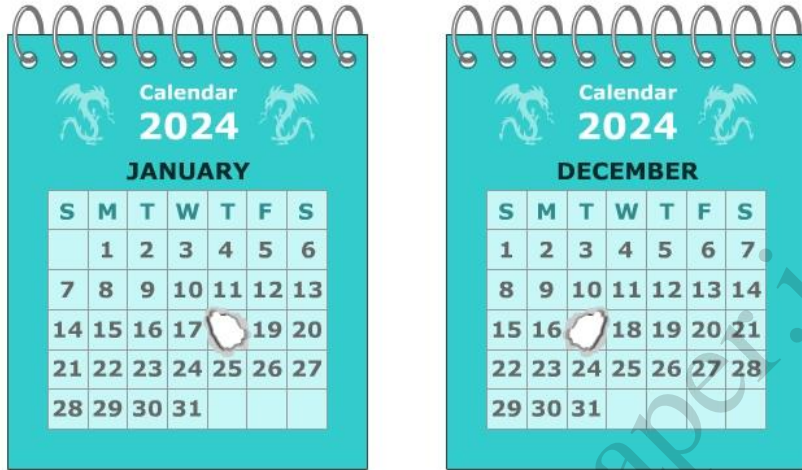 Calendar
2024
JANUARY
S M T W T F S
1 2 3 4 5 6
7 8 9 10 11 12 13
14 15 16 17 19 20
21 22 23 24 25 26 27
28 29 30 31
Calendar
2024
DECEMBER
S M T W T F S
1 2 3 4 5 6 7
8 9 10 11 12 13 14
15 16 18 19 20 21
22 23 24 25 26 27 28
29 30 31